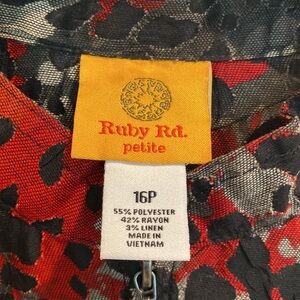 Ruby Rd.
petite
16P
55% POLYESTER
42% RAYON
3% LINEN
MADE IN
VIETNAM